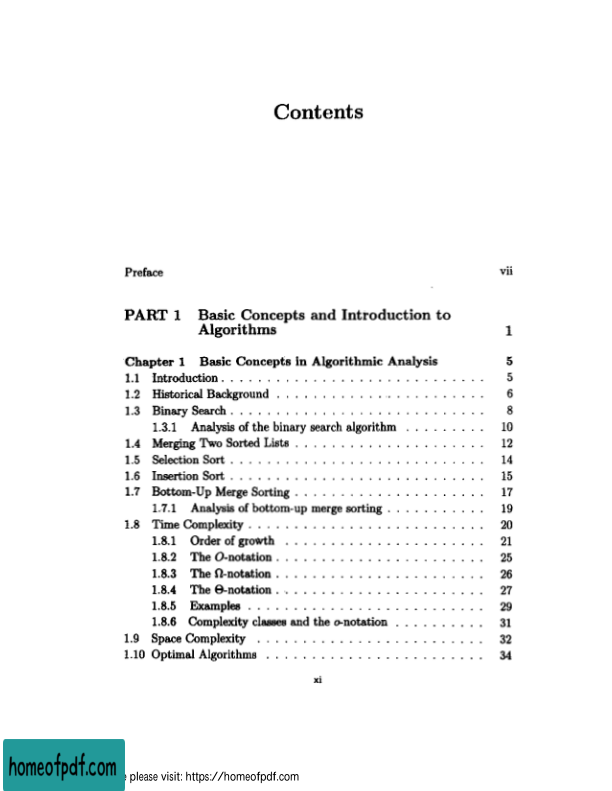 Contents
Preface vii
PART 1 Basic Concepts and Introduction to
Algorithms 1
Chapter 1 Basic Concepts in Algorithmic Analysis 5
1.1 Introduction . . . . . . . . . . . . . . . . . . . . . . . . . . . . 5
1.2 Historical Background . . . . . . . . . . . . . . . . . . . . . . . 6
1.3 Binary Search . . . . . . . . . . . . . . . . . . . . . . . . . . . 8
1.3.1 Analysis of the binary search algorithm . . . . . . . . . 10
1.4 Merging Two Sorted Lists . . . . . . . . . . . . . . . . . . . . . 12
1.5 Selection Sort . . . . . . . . . . . . . . . . . . . . . . . . . . . 14
1.6 Insertion Sort . . . . . . . . . . . . . . . . . . . . . . . . . . . 15
1.7 Bottom-Up Merge Sorting . . . . . . . . . . . . . . . . . . . . . 17
1.7.1 Analysis of bottom-up merge sorting . . . . . . . . . . . 19
1.8 Time Complexity . . . . . . . . . . . . . . . . . . . . . . . . . . 20
1.8.1 Order of growth . . . . . . . . . . . . . . . . . . . . . . 21
1.8.2 The O-notation . . . . . . . . . . . . . . . . . . . . . . . 25
1.8.3 The Ω-notation . . . . . . . . . . . . . . . . . . . . . . . 26
1.8.4 The Θ-notation . . . . . . . . . . . . . . . . . . . . . . . 27
1.8.5 Examples . . . . . . . . . . . . . . . . . . . . . . . . . . 29
1.8.6 Complexity classes and the o-notation . . . . . . . . . . 31
1.9 Space Complexity . . . . . . . . . . . . . . . . . . . . . . . . . 32
1.10 Optimal Algorithms . . . . . . . . . . . . . . . . . . . . . . . . 34
xi
homeofpdf.com
please visit: https://homeofpdf.com